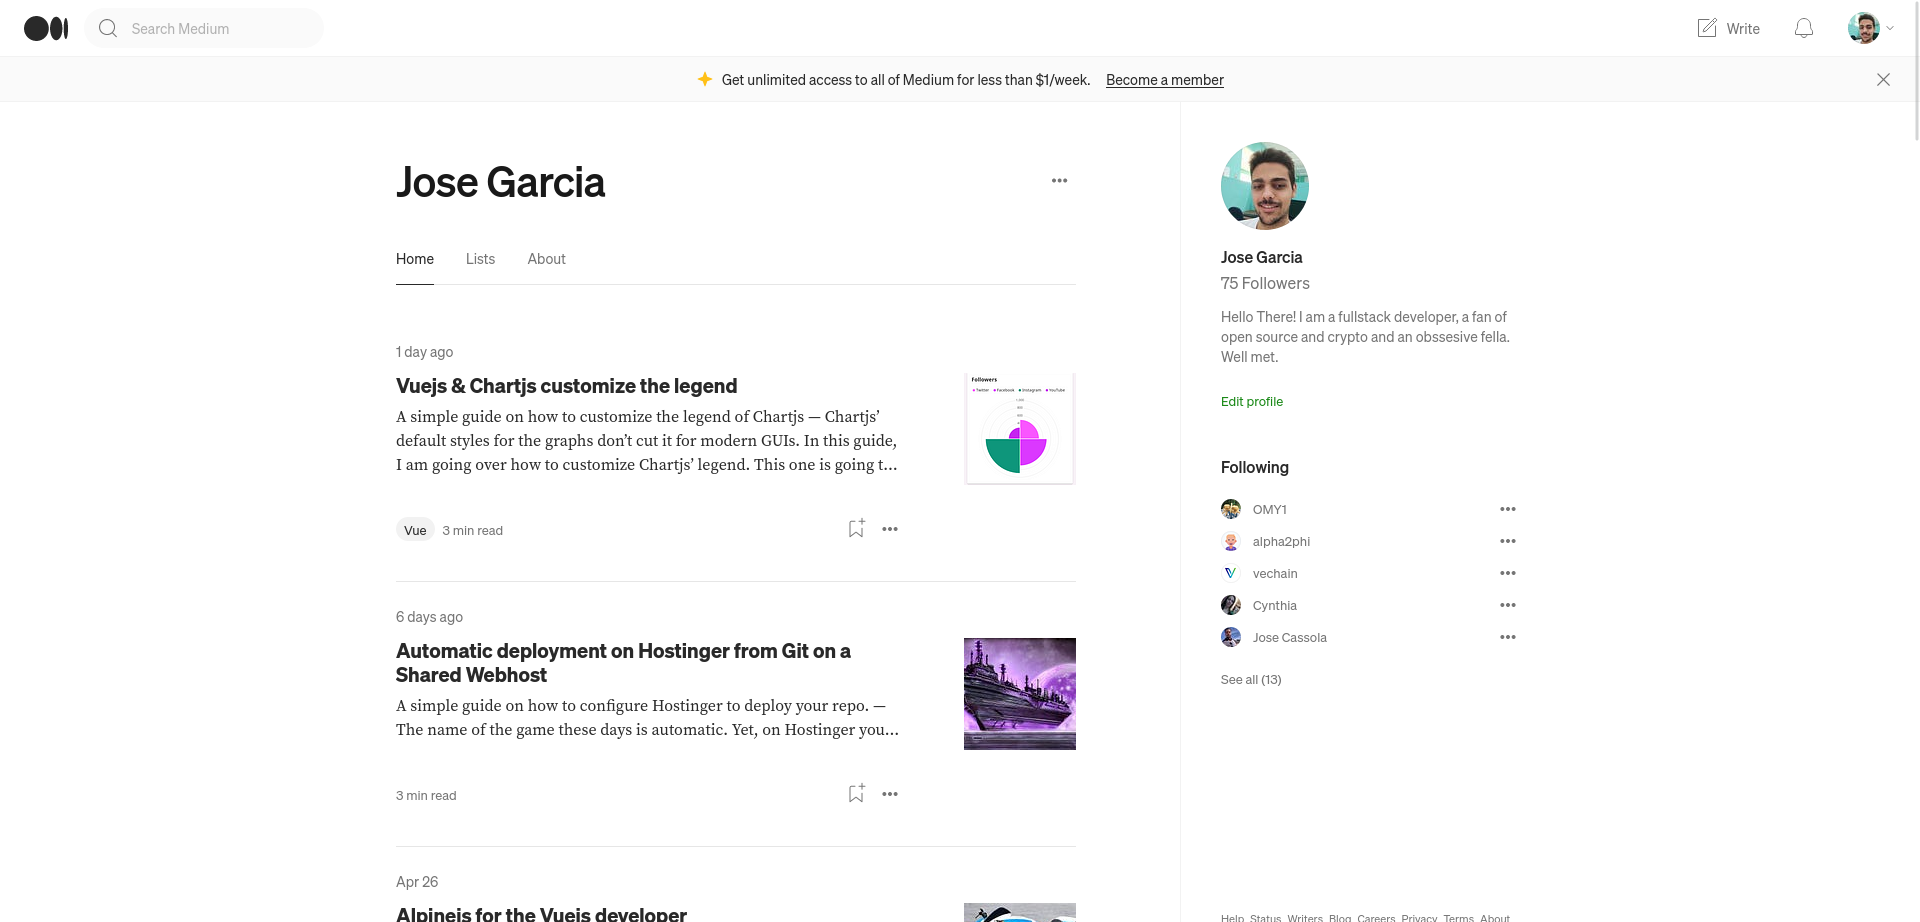 Search Medium
Write
Get unlimited access to all of Medium for less than $1/week. Become a member
Jose Garcia
Home Lists About
1 day ago
Vuejs & Chartjs customize the legend
A simple guide on how to customize the legend of Chartjs — Chartjs’
default styles for the graphs don’t cut it for modern GUIs. In this guide,
I am going over how to customize Chartjs’ legend. This one is going t...
Followers
Twitter Facebook Instagram YouTube
Vue 3 min read
6 days ago
Automatic deployment on Hostinger from Git on a
Shared Webhost
A simple guide on how to configure Hostinger to deploy your repo. —
The name of the game these days is automatic. Yet, on Hostinger you...
3 min read
Apr 26
Alpinejs for the Vuejs developer
Jose Garcia
75 Followers
Hello There! I am a fullstack developer, a fan of
open source and crypto and an obssesive fella.
Well met.
Edit profile
Following
OMY1
alpha2phi
vechain
Cynthia
Jose Cassola
See all (13)
Help Status Writers Blog Careers Privacy Terms About